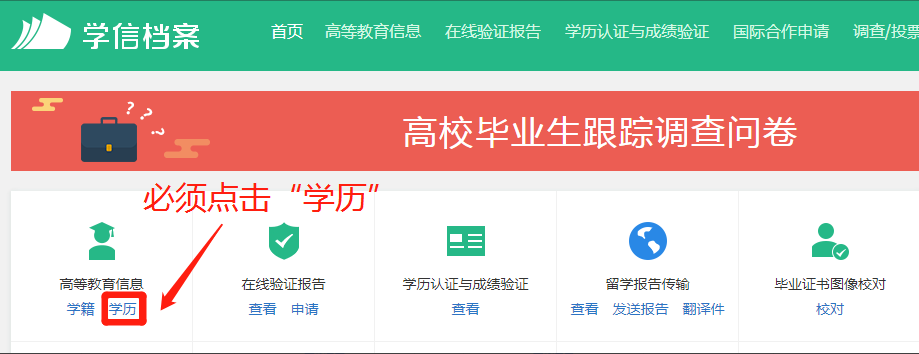 学信档案
首页 高等教育信息 在线验证报告 学历认证与成绩验证 国际合作申请 调查/投票
? ? ?
高校毕业生跟踪调查问卷
必须点击“学历”
高等教育信息 在线验证报告 学历认证与成绩验证 留学报告传输 毕业证书图像校对
学籍 学历 查看 申请 查看 查看 发送报告 翻译件 校对